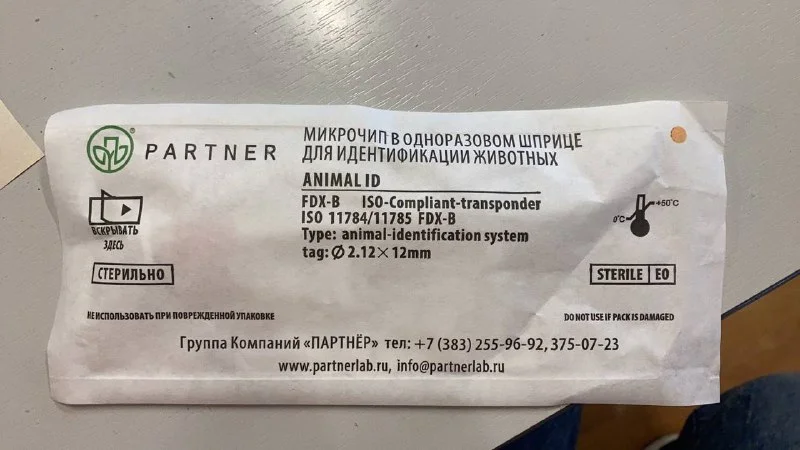 PARTNER
МИКРОЧИП В ОДНОРАЗОВОМ ШПРИЦЕ
ДЛЯ ИДЕНТИФИКАЦИИ ЖИВОТНЫХ
ANIMAL ID
FDX-B ISO-Compliant-transponder
ISO 11784/11785 FDX-B
Type: animal-identification system
tag: Ø 2.12×12mm
ВСКРЫВАТЬ
ЗДЕСЬ
0°C +50°C
СТЕРИЛЬНО
STERILE EO
НЕ ИСПОЛЬЗОВАТЬ ПРИ ПОВРЕЖДЕННОЙ УПАКОВКЕ
DO NOT USE IF PACK IS DAMAGED
Группа Компаний «ПАРТНЁР» тел: +7 (383) 255-96-92, 375-07-23
www.partnerlab.ru, info@partnerlab.ru